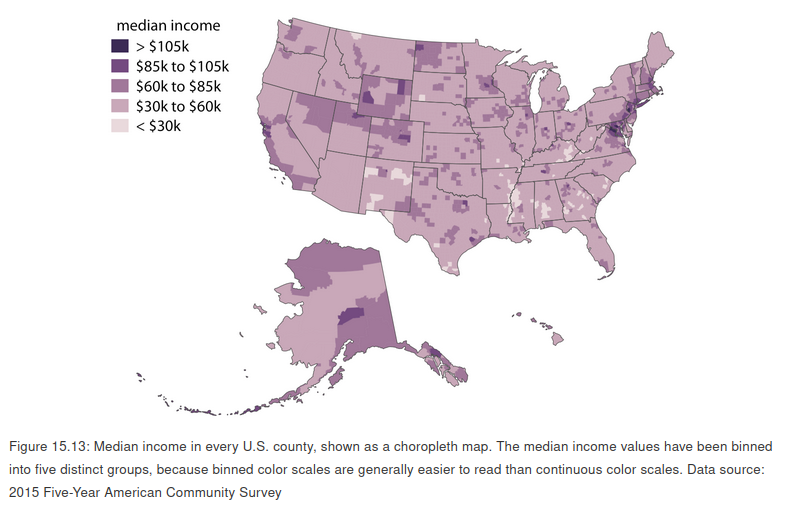 median income
> $105k
$85k to $105k
$60k to $85k
$30k to $60k
< $30k
Figure 15.13: Median income in every U.S. county, shown as a choropleth map. The median income values have been binned
into five distinct groups, because binned color scales are generally easier to read than continuous color scales. Data source:
2015 Five-Year American Community Survey